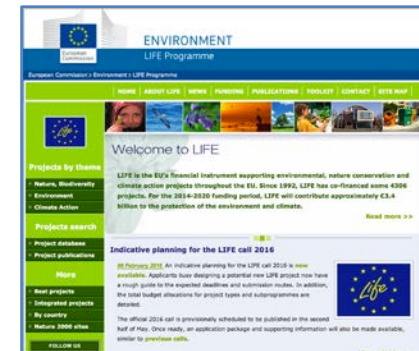 European
Commission
ENVIRONMENT
LIFE Programme
European Commission > Environment > LIFE Programme
HOME | ABOUT LIFE | NEWS | FUNDING | PUBLICATIONS | TOOLKIT | CONTACT | SITE MAP
Life
Projects by theme
Nature, Biodiversity
Environment
Climate Action
Projects search
Project database
Project publications
More
Best projects
Integrated projects
By country
Natura 2000 sites
FOLLOW US
Welcome to LIFE
LIFE is the EU's financial instrument supporting environmental, nature conservation and
climate action projects throughout the EU. Since 1992, LIFE has co-financed some 4306
projects. For the 2014-2020 funding period, LIFE will contribute approximately €3.4
billion to the protection of the environment and climate.
Read more >>
Indicative planning for the LIFE call 2016
08 February 2016 An indicative planning for the LIFE call 2016 is now
available. Applicants busy designing a potential new LIFE project now have
a rough guide to the expected deadlines and submission routes. In addition,
the total budget allocations for project types and subprogrammes are
detailed.
Life
The official 2016 call is provisionally scheduled to be published in the second
half of May. Once ready, an application package and supporting information will also be made available,
similar to previous calls.